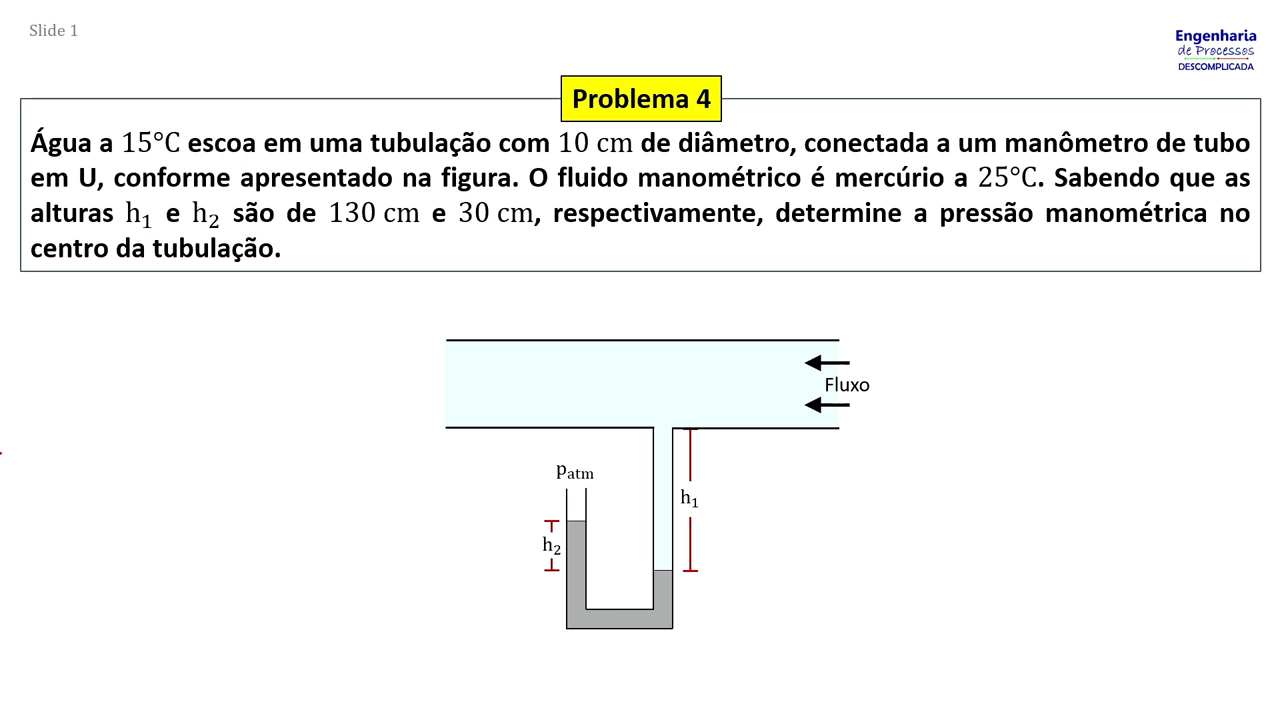 Slide 1
Engenharia
de Processos
DESCOMPLICADA
Problema 4
Água a 15°C escoa em uma tubulação com 10 cm de diâmetro, conectada a um manômetro de tubo
em U, conforme apresentado na figura. O fluido manométrico é mercúrio a 25°C. Sabendo que as
alturas h₁ e h₂ são de 130 cm e 30 cm, respectivamente, determine a pressão manométrica no
centro da tubulação.
Fluxo
pₐₜₘ
h₁
h₂